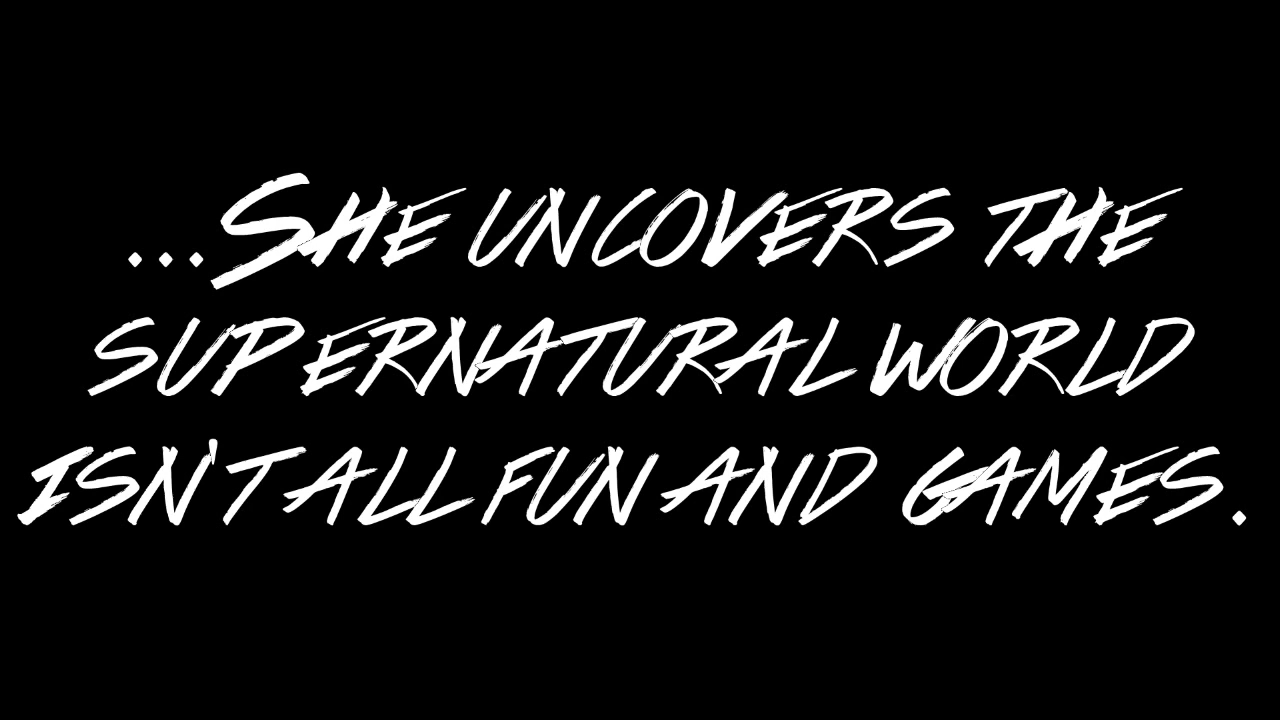 ...She uncovers the
supernatural world
isn't all fun and games.